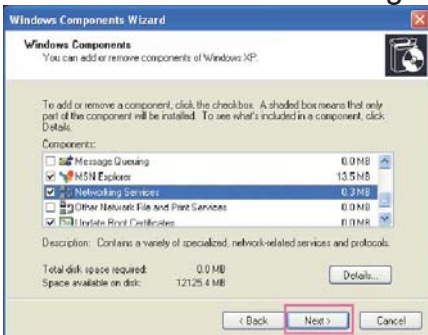 Windows Components Wizard
Windows Components
You can add or remove components of Windows XP.
To add or remove a component, click the checkbox. A shaded box means that only
part of the component will be installed. To see what's included in a component, click
Details.
Components:
Message Queuing 0.0 MB
MSN Explorer 13.5 MB
Networking Services 0.3 MB
Other Network File and Print Services 0.0 MB
Update Root Certificates 0.0 MB
Description: Contains a variety of specialized, network-related services and protocols.
Total disk space required: 0.0 MB
Space available on disk: 12125.4 MB
Details...
< Back
Next >
Cancel